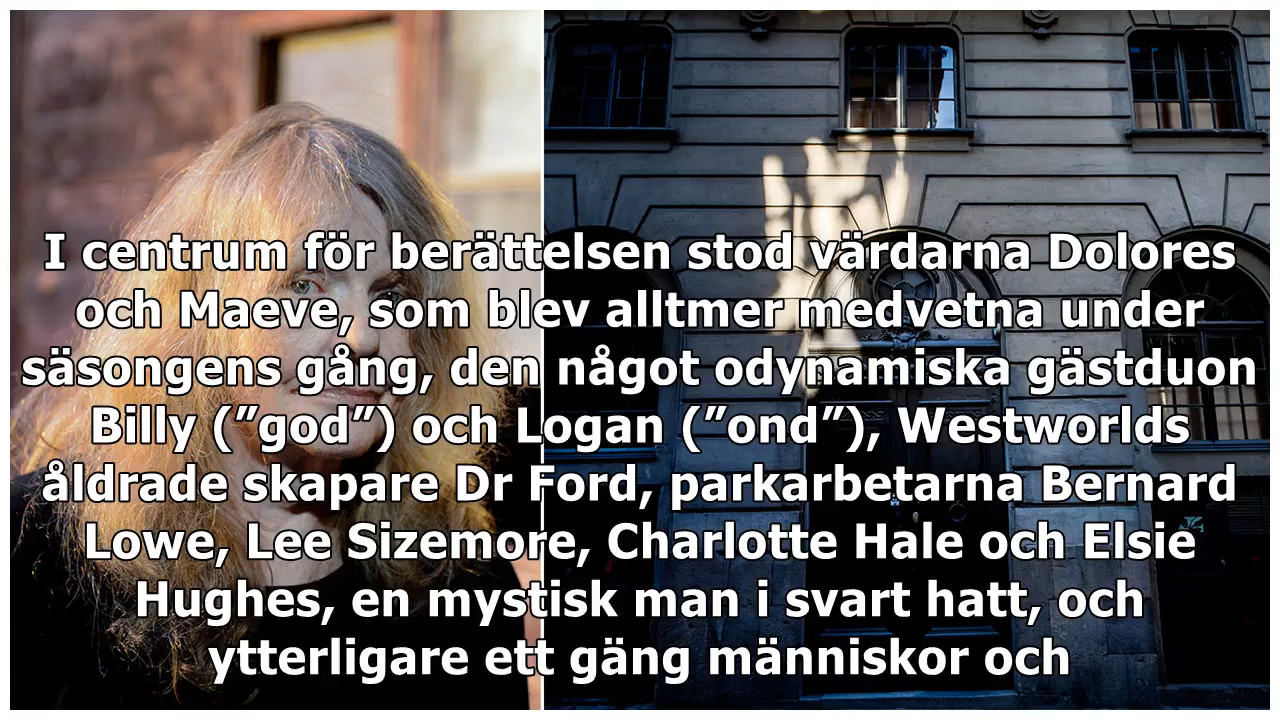 I centrum för berättelsen stod värdarna Dolores
och Maeve, som blev alltmer medvetna under
säsongens gång, den något odynamiska gästduon
Billy (”god”) och Logan (”ond”), Westworlds
åldrade skapare Dr Ford, parkarbetarna Bernard
Lowe, Lee Sizemore, Charlotte Hale och Elsie
Hughes, en mystisk man i svart hatt, och
ytterligare ett gäng människor och